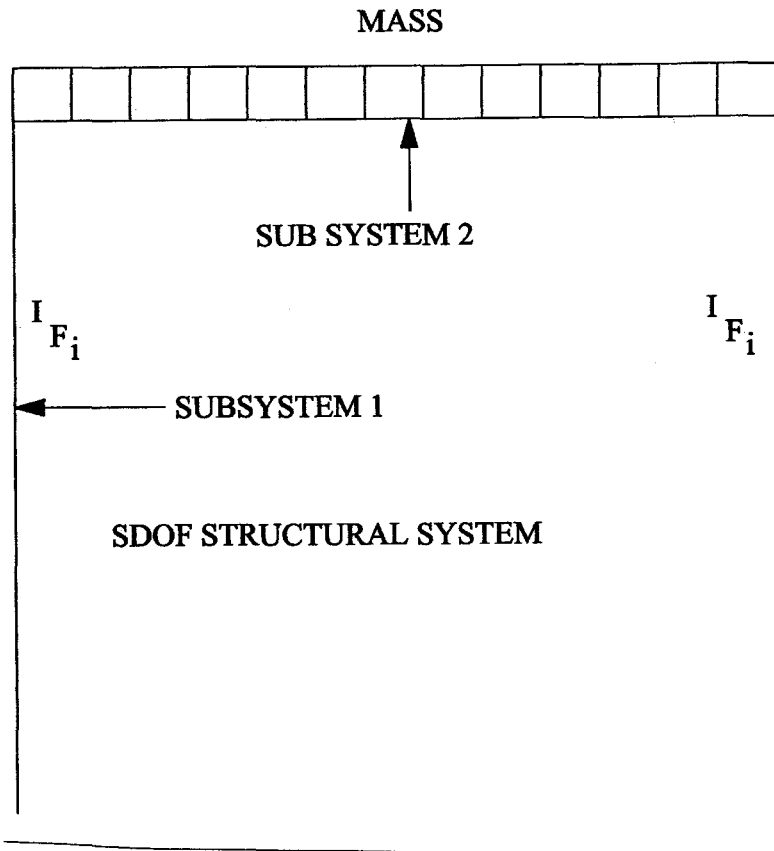 MASS
SUB SYSTEM 2
I F i
I F i
SUBSYSTEM 1
SDOF STRUCTURAL SYSTEM